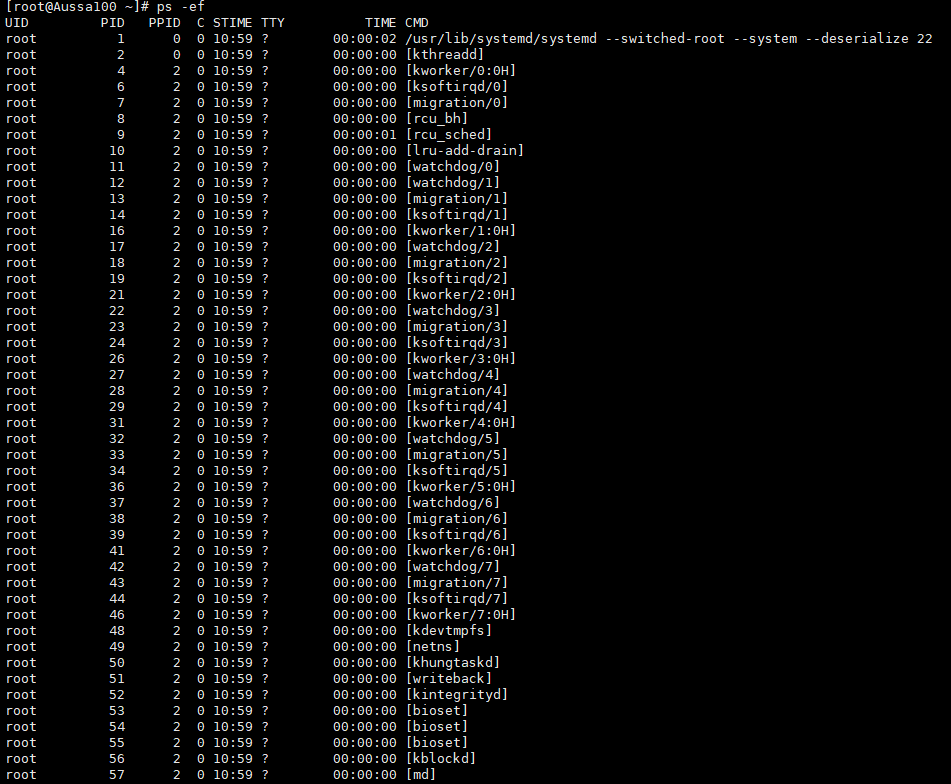 [root@Aussa100 ~]# ps -ef
UID         PID   PPID  C STIME TTY          TIME CMD
root          1      0  0 10:59 ?        00:00:02 /usr/lib/systemd/systemd --switched-root --system --deserialize 22
root          2      0  0 10:59 ?        00:00:00 [kthreadd]
root          4      2  0 10:59 ?        00:00:00 [kworker/0:0H]
root          6      2  0 10:59 ?        00:00:00 [ksoftirqd/0]
root          7      2  0 10:59 ?        00:00:00 [migration/0]
root          8      2  0 10:59 ?        00:00:00 [rcu_bh]
root          9      2  0 10:59 ?        00:00:01 [rcu_sched]
root         10      2  0 10:59 ?        00:00:00 [lru-add-drain]
root         11      2  0 10:59 ?        00:00:00 [watchdog/0]
root         12      2  0 10:59 ?        00:00:00 [watchdog/1]
root         13      2  0 10:59 ?        00:00:00 [migration/1]
root         14      2  0 10:59 ?        00:00:00 [ksoftirqd/1]
root         16      2  0 10:59 ?        00:00:00 [kworker/1:0H]
root         17      2  0 10:59 ?        00:00:00 [watchdog/2]
root         18      2  0 10:59 ?        00:00:00 [migration/2]
root         19      2  0 10:59 ?        00:00:00 [ksoftirqd/2]
root         21      2  0 10:59 ?        00:00:00 [kworker/2:0H]
root         22      2  0 10:59 ?        00:00:00 [watchdog/3]
root         23      2  0 10:59 ?        00:00:00 [migration/3]
root         24      2  0 10:59 ?        00:00:00 [ksoftirqd/3]
root         26      2  0 10:59 ?        00:00:00 [kworker/3:0H]
root         27      2  0 10:59 ?        00:00:00 [watchdog/4]
root         28      2  0 10:59 ?        00:00:00 [migration/4]
root         29      2  0 10:59 ?        00:00:00 [ksoftirqd/4]
root         31      2  0 10:59 ?        00:00:00 [kworker/4:0H]
root         32      2  0 10:59 ?        00:00:00 [watchdog/5]
root         33      2  0 10:59 ?        00:00:00 [migration/5]
root         34      2  0 10:59 ?        00:00:00 [ksoftirqd/5]
root         36      2  0 10:59 ?        00:00:00 [kworker/5:0H]
root         37      2  0 10:59 ?        00:00:00 [watchdog/6]
root         38      2  0 10:59 ?        00:00:00 [migration/6]
root         39      2  0 10:59 ?        00:00:00 [ksoftirqd/6]
root         41      2  0 10:59 ?        00:00:00 [kworker/6:0H]
root         42      2  0 10:59 ?        00:00:00 [watchdog/7]
root         43      2  0 10:59 ?        00:00:00 [migration/7]
root         44      2  0 10:59 ?        00:00:00 [ksoftirqd/7]
root         46      2  0 10:59 ?        00:00:00 [kworker/7:0H]
root         48      2  0 10:59 ?        00:00:00 [kdevtmpfs]
root         49      2  0 10:59 ?        00:00:00 [netns]
root         50      2  0 10:59 ?        00:00:00 [khungtaskd]
root         51      2  0 10:59 ?        00:00:00 [writeback]
root         52      2  0 10:59 ?        00:00:00 [kintegrityd]
root         53      2  0 10:59 ?        00:00:00 [bioset]
root         54      2  0 10:59 ?        00:00:00 [bioset]
root         55      2  0 10:59 ?        00:00:00 [bioset]
root         56      2  0 10:59 ?        00:00:00 [kblockd]
root         57      2  0 10:59 ?        00:00:00 [md]